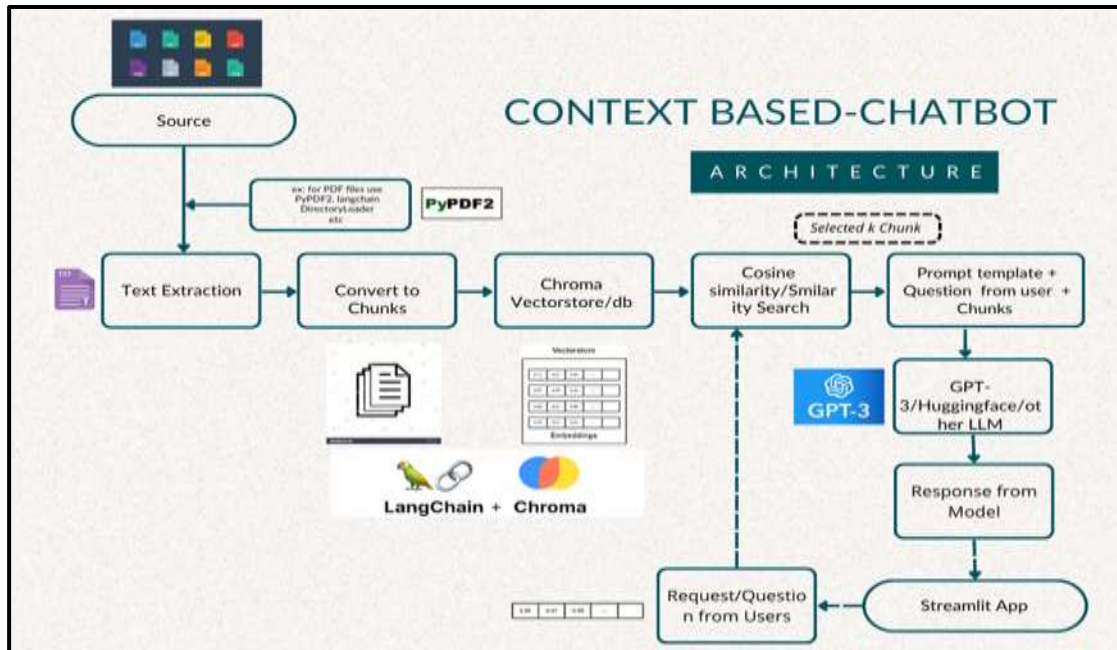 CONTEXT BASED-CHATBOT
ARCHITECTURE
Source
ex: for PDF files use
PyPDF2, langchain
DirectoryLoader
etc
PyPDF2
Selected k Chunk
TXT
Text Extraction
Convert to
Chunks
Chroma
Vectorstore/db
Cosine
similarity/Smilar
ity Search
Prompt template +
Question from user +
Chunks
Vectorstore
Embeddings
GPT-3
GPT-
3/Huggingface/ot
her LLM
LangChain + Chroma
Response from
Model
Request/Questio
n from Users
Streamlit App